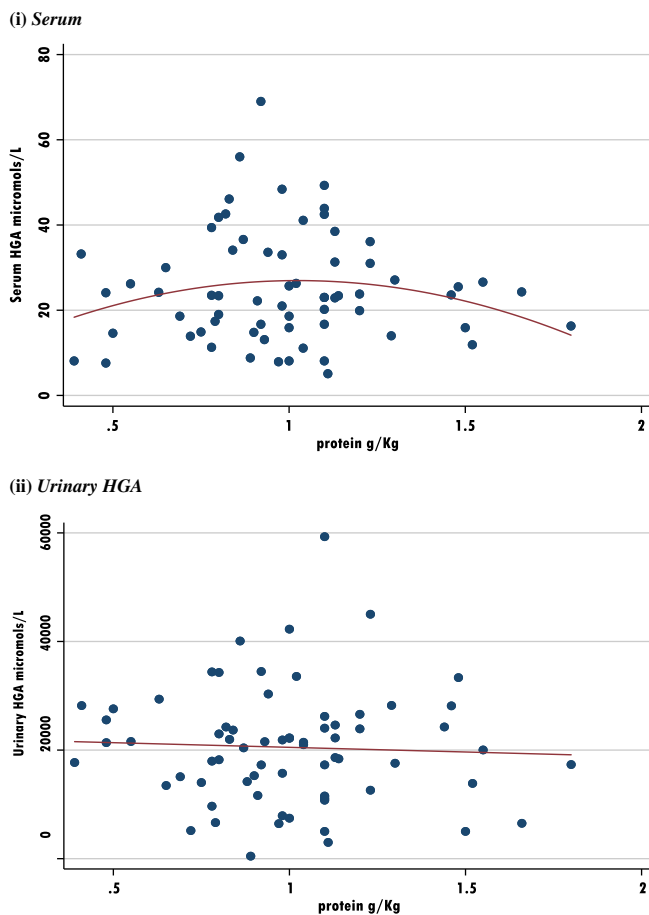 (i) Serum
80
60
40
20
0
Serum HGA micromols/L
.5 1 1.5 2
protein g/Kg
(ii) Urinary HGA
60000
40000
20000
0
Urinary HGA micromols/L
.5 1 1.5 2
protein g/Kg